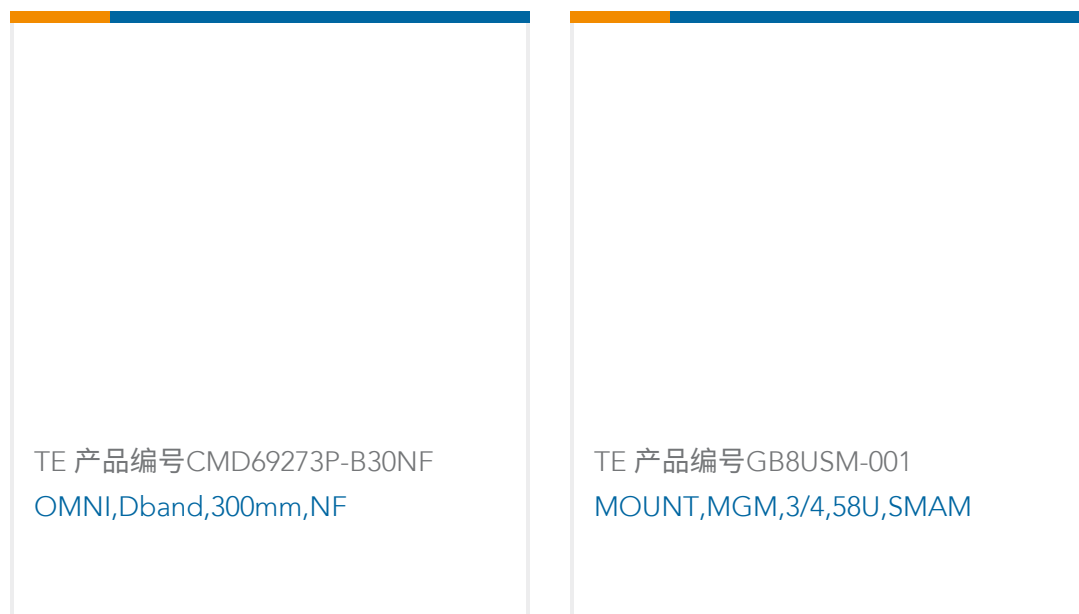 TE 产品编号CMD69273P-B30NF
OMNI,Dband,300mm,NF
TE 产品编号GB8USM-001
MOUNT,MGM,3/4,58U,SMAM